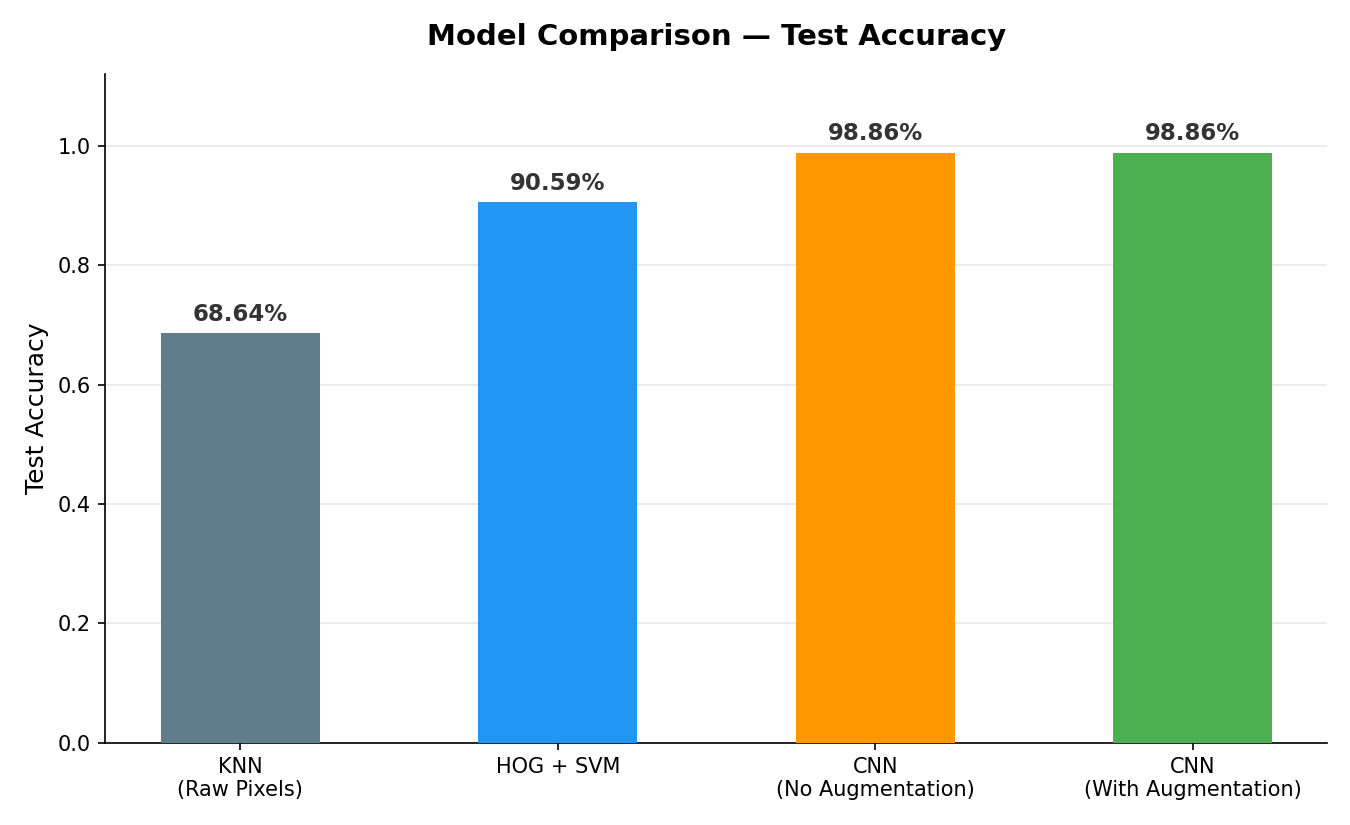 Model Comparison — Test Accuracy
Test Accuracy
1.0
0.8
0.6
0.4
0.2
0.0
68.64%
90.59%
98.86%
98.86%
KNN
(Raw Pixels)
HOG + SVM
CNN
(No Augmentation)
CNN
(With Augmentation)